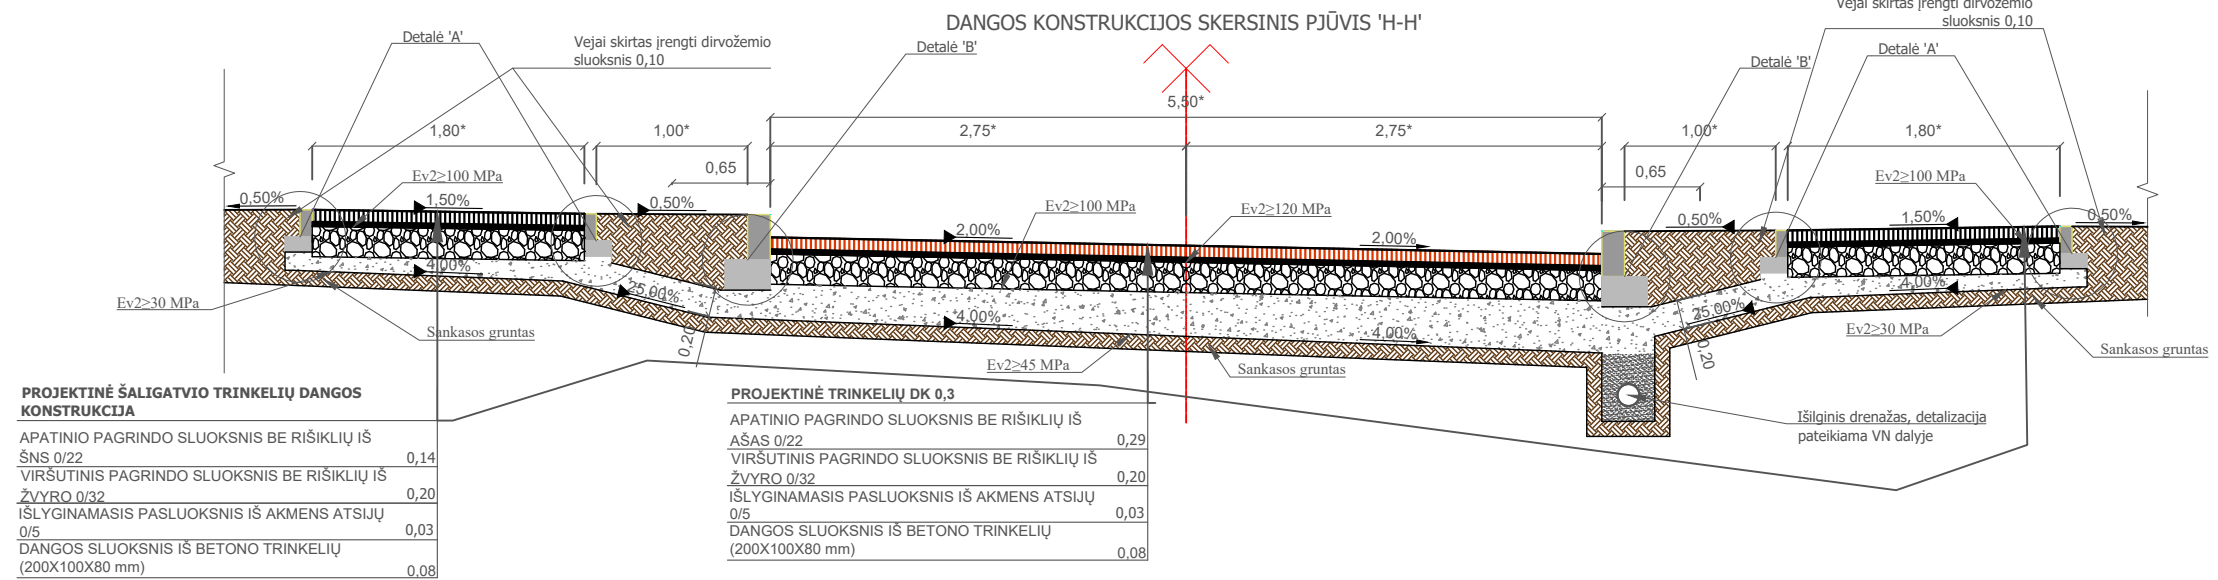 DANGOS KONSTRUKCIJOS SKERSINIS PJŪVIS 'H-H'
Detalė 'A'
Vejai skirtas įrengti dirvožemio
sluoksnis 0,10
Detalė 'B'
Vejai skirtas įrengti dirvožemio
sluoksnis 0,10
Detalė 'A'
Detalė 'B'
5,50*
1,80*
1,00*
2,75*
2,75*
1,00*
1,80*
0,65
0,65
Ev2≥100 MPa
Ev2≥100 MPa
Ev2≥120 MPa
Ev2≥100 MPa
0,50%
1,50%
0,50%
2,00%
2,00%
0,50%
1,50%
0,50%
4,00%
25,00%
4,00%
4,00%
25,00%
4,00%
0,20
0,20
Ev2≥30 MPa
Sankasos gruntas
Ev2≥45 MPa
Sankasos gruntas
Ev2≥30 MPa
Sankasos gruntas
Išilginis drenažas, detalizacija
pateikiama VN dalyje
PROJEKTINĖ ŠALIGATVIO TRINKELIŲ DANGOS
KONSTRUKCIJA
APATINIO PAGRINDO SLUOKSNIS BE RIŠIKLIŲ IŠ
ŠNS 0/22 0,14
VIRŠUTINIS PAGRINDO SLUOKSNIS BE RIŠIKLIŲ IŠ
ŽVYRO 0/32 0,20
IŠLYGINAMASIS PASLUOKSNIS IŠ AKMENS ATSIJŲ
0/5 0,03
DANGOS SLUOKSNIS IŠ BETONO TRINKELIŲ
(200X100X80 mm) 0,08
PROJEKTINĖ TRINKELIŲ DK 0,3
APATINIO PAGRINDO SLUOKSNIS BE RIŠIKLIŲ IŠ
AŠAS 0/22 0,29
VIRŠUTINIS PAGRINDO SLUOKSNIS BE RIŠIKLIŲ IŠ
ŽVYRO 0/32 0,20
IŠLYGINAMASIS PASLUOKSNIS IŠ AKMENS ATSIJŲ
0/5 0,03
DANGOS SLUOKSNIS IŠ BETONO TRINKELIŲ
(200X100X80 mm) 0,08